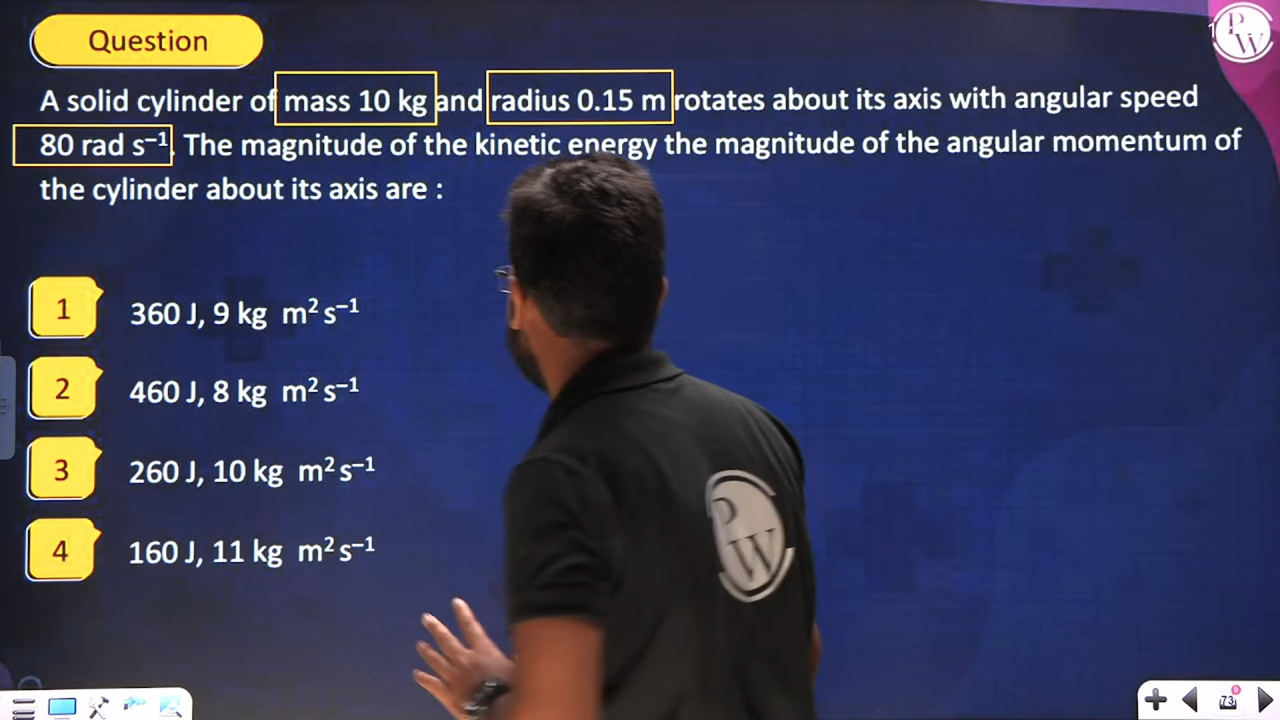 Question
A solid cylinder of mass 10 kg and radius 0.15 m rotates about its axis with angular speed
80 rad s⁻¹. The magnitude of the kinetic energy the magnitude of the angular momentum of
the cylinder about its axis are :
1 360 J, 9 kg m² s⁻¹
2 460 J, 8 kg m² s⁻¹
3 260 J, 10 kg m² s⁻¹
4 160 J, 11 kg m² s⁻¹
PW
PW
73